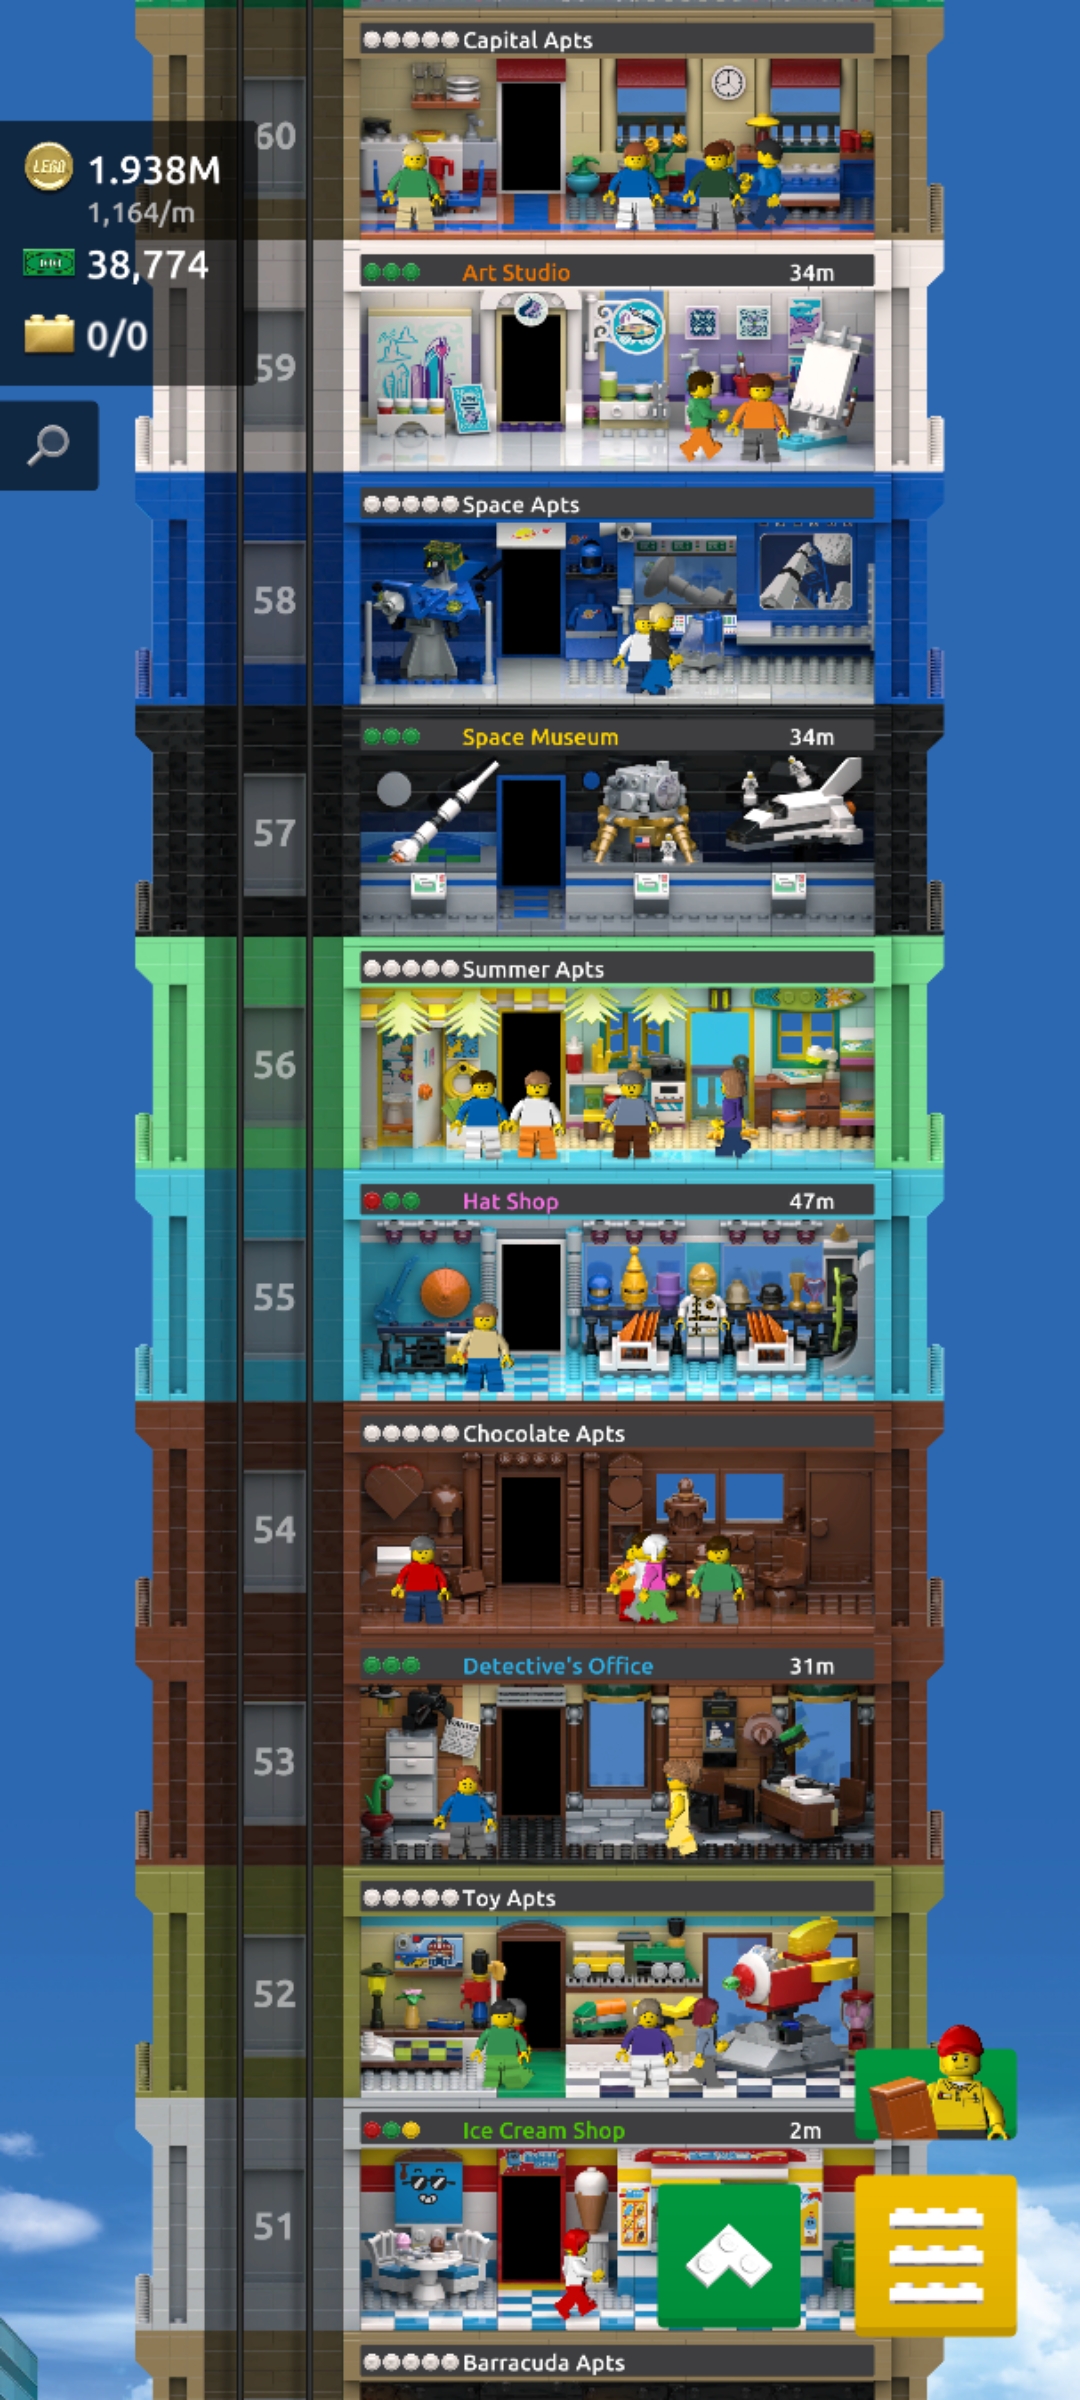 Capital Apts
60
LEGO
1.938M
1,164/m
38,774
0/0
Art Studio 34m
59
Space Apts
58
Space Museum 34m
57
Summer Apts
56
Hat Shop 47m
55
Chocolate Apts
54
Detective's Office 31m
WANTED
53
Toy Apts
52
Ice Cream Shop 2m
51
Barracuda Apts